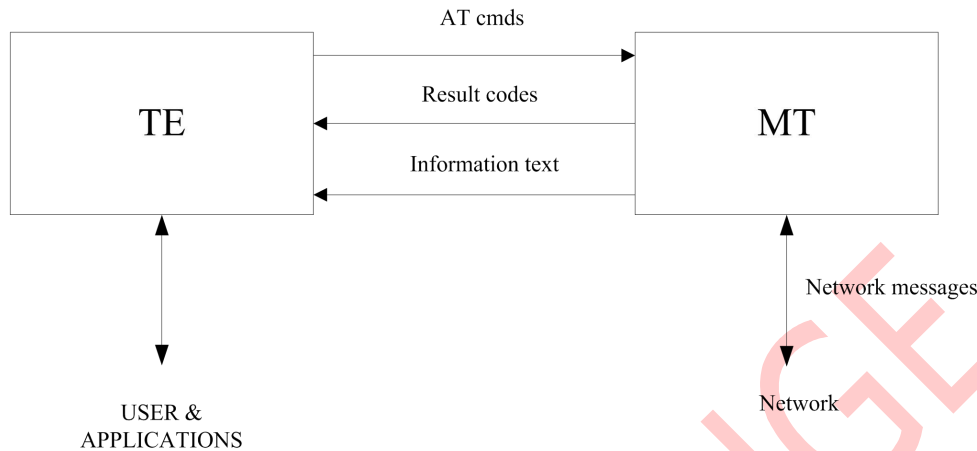 AT cmds
TE
Result codes
MT
Information text
Network messages
USER &
APPLICATIONS
Network